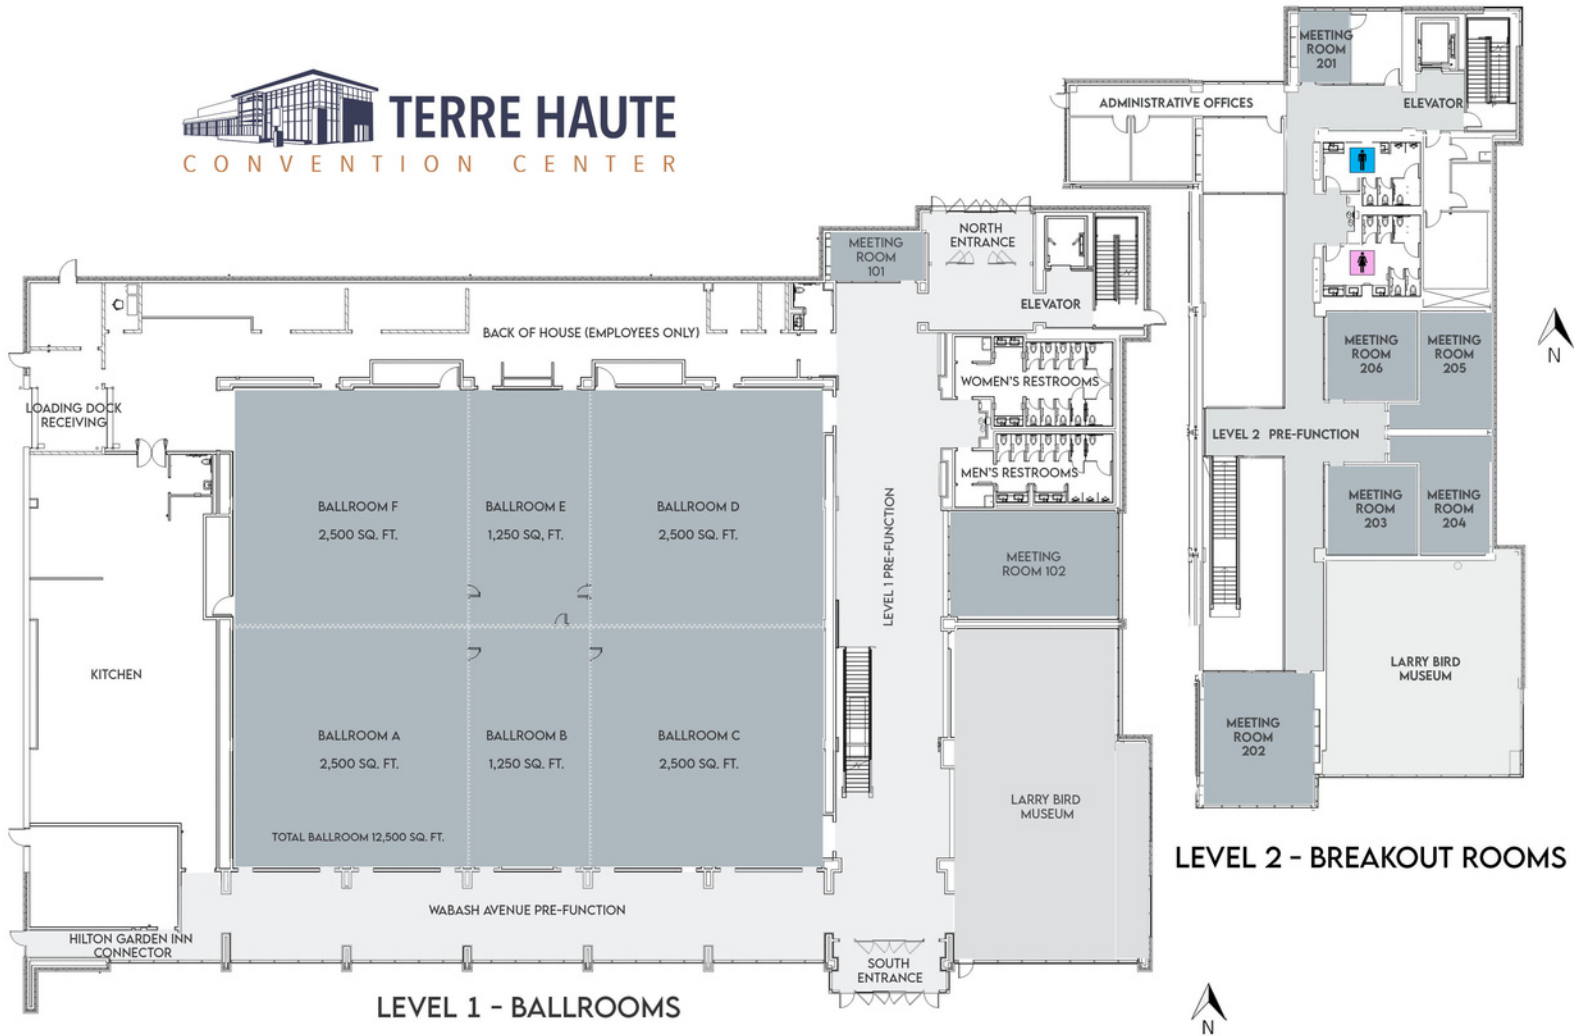 TERRE HAUTE
CONVENTION CENTER
MEETING
ROOM
201
ADMINISTRATIVE OFFICES
ELEVATOR
NORTH
ENTRANCE
MEETING
ROOM
101
ELEVATOR
BACK OF HOUSE (EMPLOYEES ONLY)
WOMEN'S RESTROOMS
MEN'S RESTROOMS
LOADING DOCK
RECEIVING
BALLROOM F
2,500 SQ. FT.
BALLROOM E
1,250 SQ, FT.
BALLROOM D
2,500 SQ. FT.
LEVEL 1 PRE-FUNCTION
MEETING
ROOM 102
KITCHEN
BALLROOM A
2,500 SQ. FT.
BALLROOM B
1,250 SQ. FT.
BALLROOM C
2,500 SQ. FT.
TOTAL BALLROOM 12,500 SQ. FT.
LARRY BIRD
MUSEUM
WABASH AVENUE PRE-FUNCTION
HILTON GARDEN INN
CONNECTOR
SOUTH
ENTRANCE
LEVEL 1 - BALLROOMS
N
MEETING
ROOM
206
MEETING
ROOM
205
N
LEVEL 2 PRE-FUNCTION
MEETING
ROOM
203
MEETING
ROOM
204
LARRY BIRD
MUSEUM
MEETING
ROOM
202
LEVEL 2 - BREAKOUT ROOMS